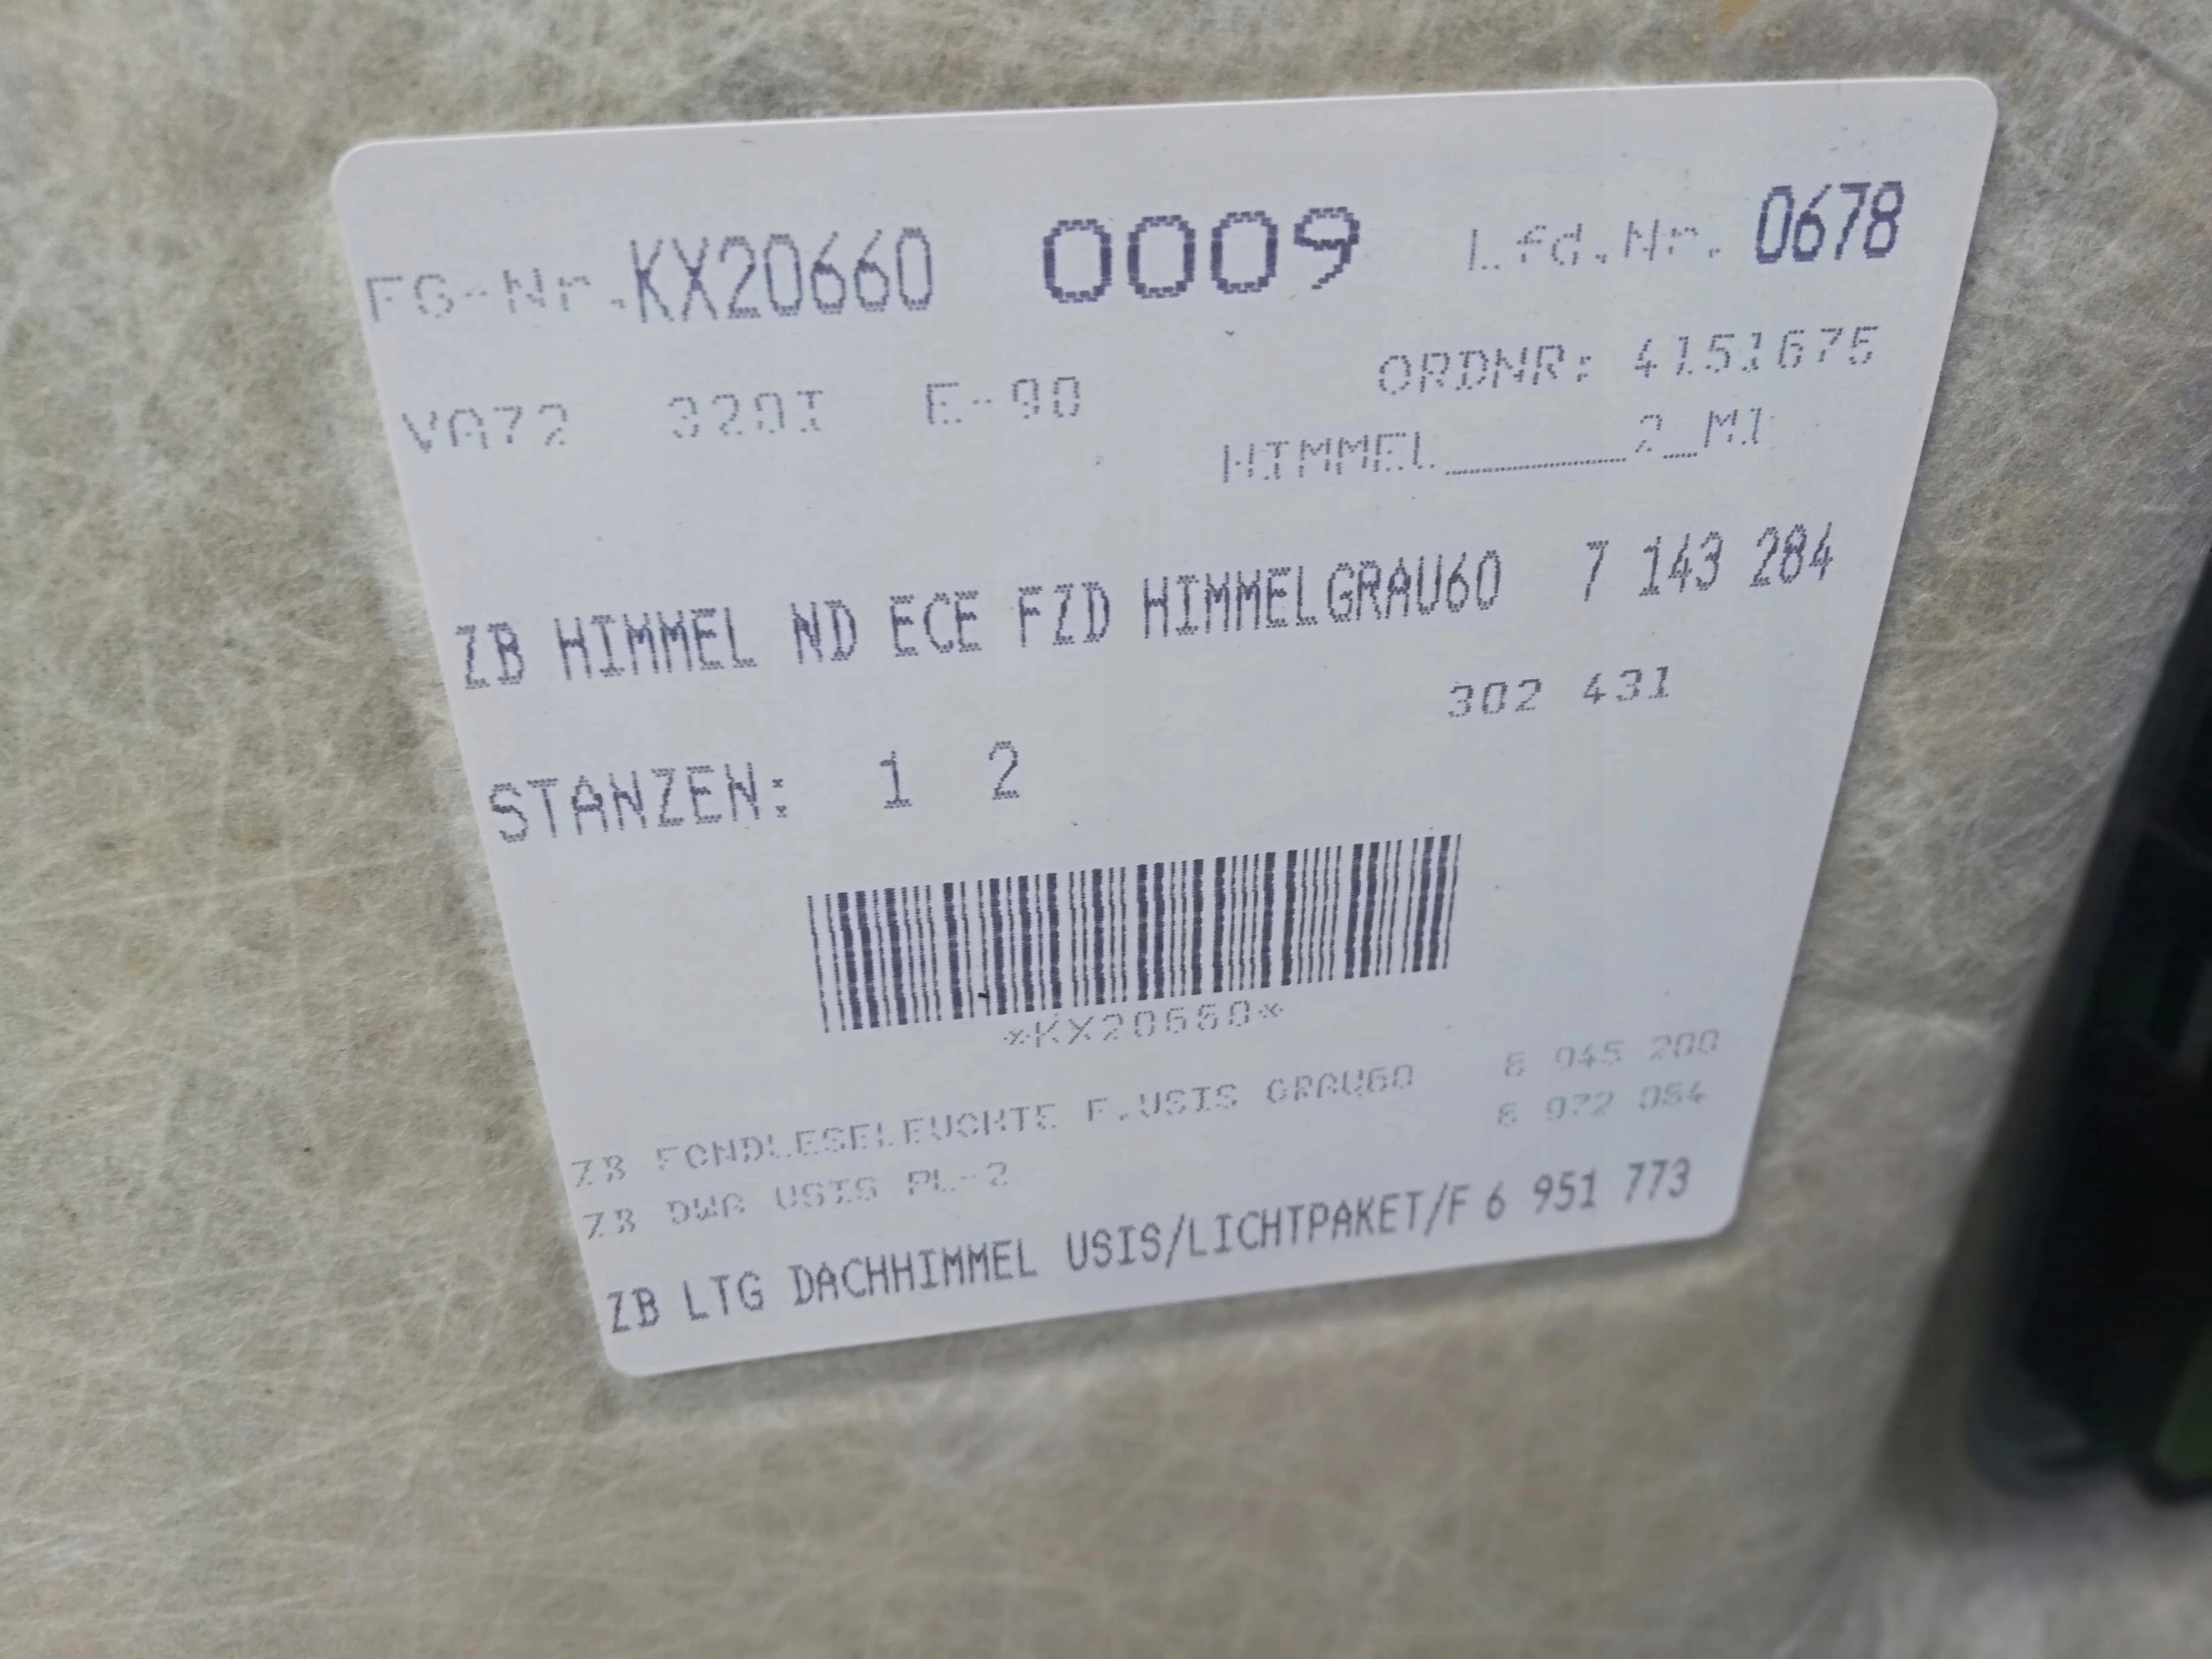 FG-Nr.KX20660 0009 Lfd.Nr. 0678
VA72 320I E-90 ORDNR: 4151675
HIMMEL______2_M1
ZB HIMMEL ND ECE FZD HIMMELGRAU60 7 143 284
302 431
STANZEN: 1 2
*KX20660*
ZB FONDLESELEUCHTE F.USIS GRAU60 6 945 200
ZB DWA USIS PL-2 6 972
ZB LTG DACHHIMMEL USIS/LICHTPAKET/F 6 951 773